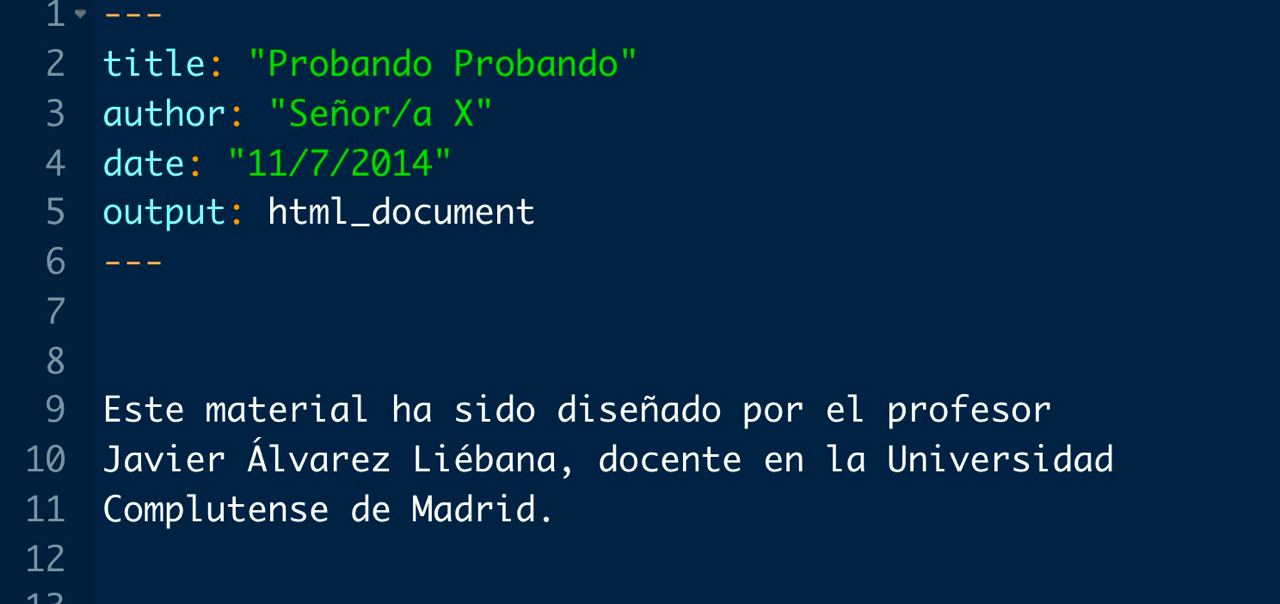 1 ---
2 title: "Probando Probando"
3 author: "Señor/a X"
4 date: "11/7/2014"
5 output: html_document
6 ---
7
8
9 Este material ha sido diseñado por el profesor
10 Javier Álvarez Liébana, docente en la Universidad
11 Complutense de Madrid.
12
13